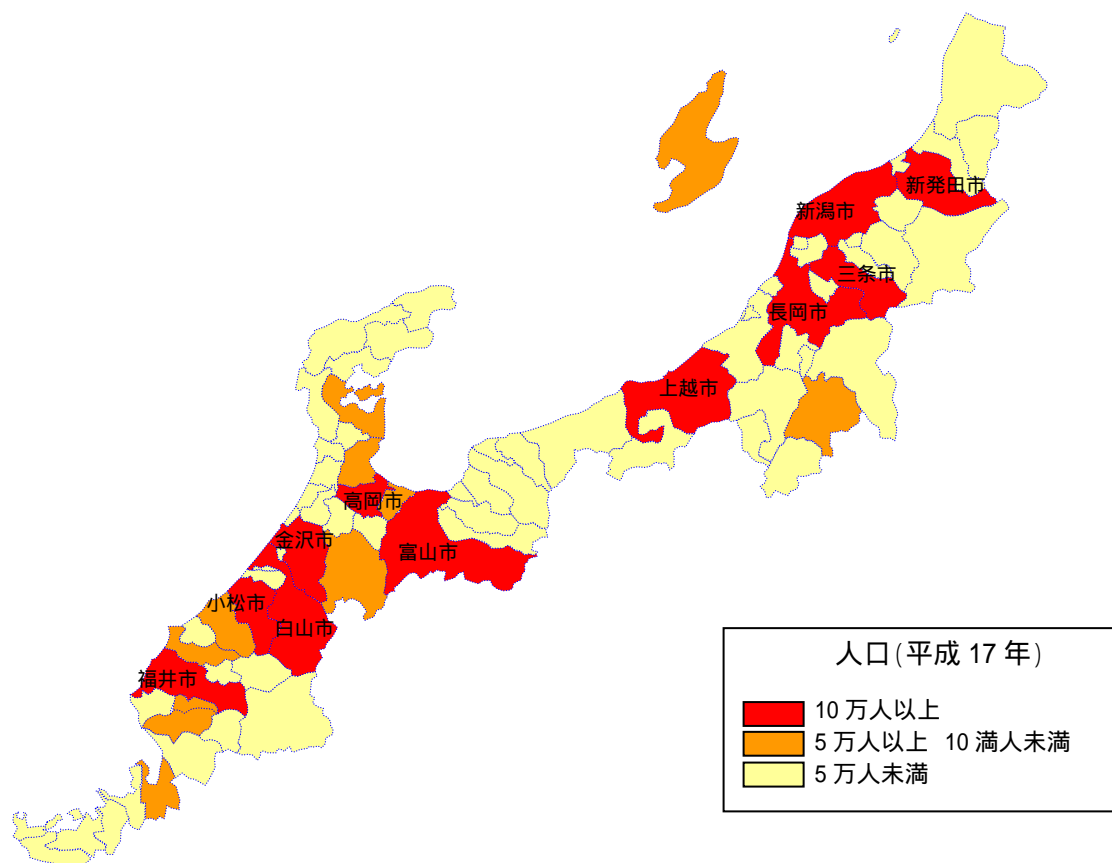 新発田市
新潟市
三条市
長岡市
上越市
高岡市
金沢市
富山市
小松市
白山市
福井市
人口(平成 17 年)
10 万人以上
5 万人以上 10 満人未満
5 万人未満